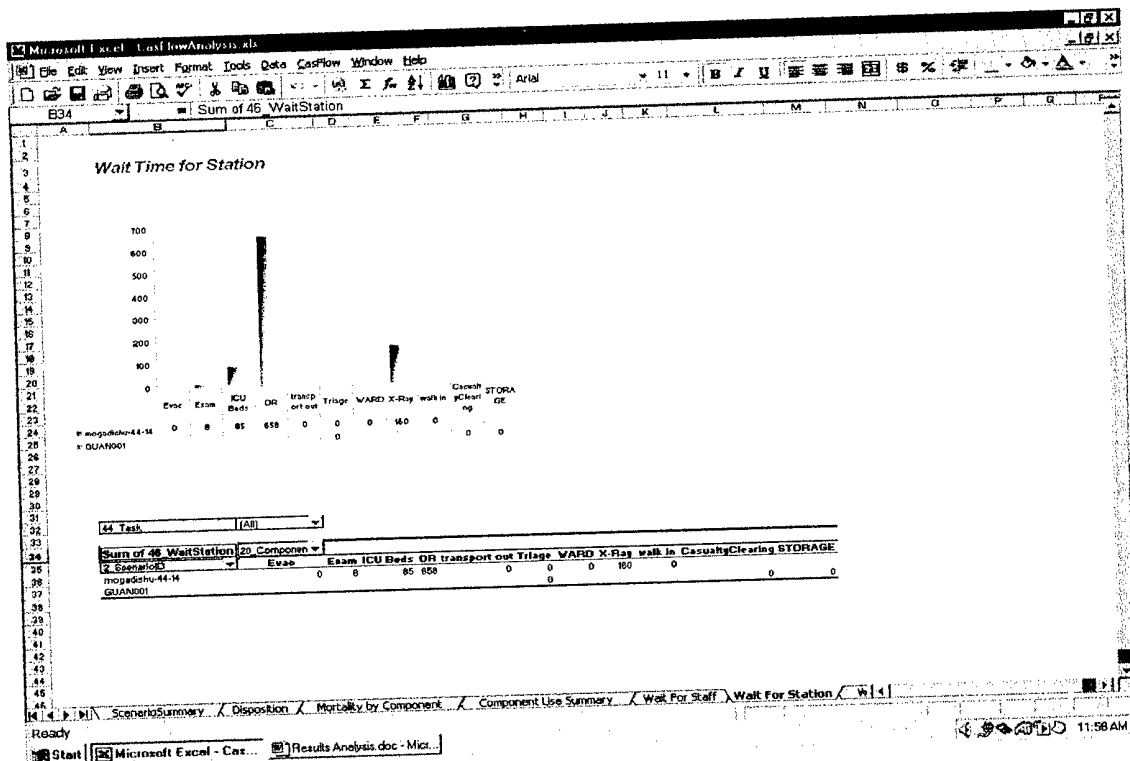 Microsoft Excel - CasFlowAnalysis.xls
File Edit View Insert Format Tools Data CasFlow Window Help
Arial 11 B I U $ %
B34 = Sum of 46_WaitStation
A B C D E F G H I J K L M N O P Q
Wait Time for Station
700
600
500
400
300
200
100
0
Evac Exam ICU Beds OR transport out Triage WARD X-Ray walk in CasualtyClearing STORAGE
mogadishu-44-14 0 8 85 658 0 0 0 160 0
GUAN001 0 0 0
44_Task (All)
Sum of 46_WaitStation 20_Componen
2_ScenarioID Evac Exam ICU Beds OR transport out Triage WARD X-Ray walk in CasualtyClearing STORAGE
mogadishu-44-14 0 8 85 658 0 0 0 160 0
GUAN001 0 0 0
ScenarioSummary Disposition Mortality by Component Component Use Summary Wait For Staff Wait For Station
Ready
Start Microsoft Excel - Cas... Results Analysis.doc - Micr... 11:58 AM